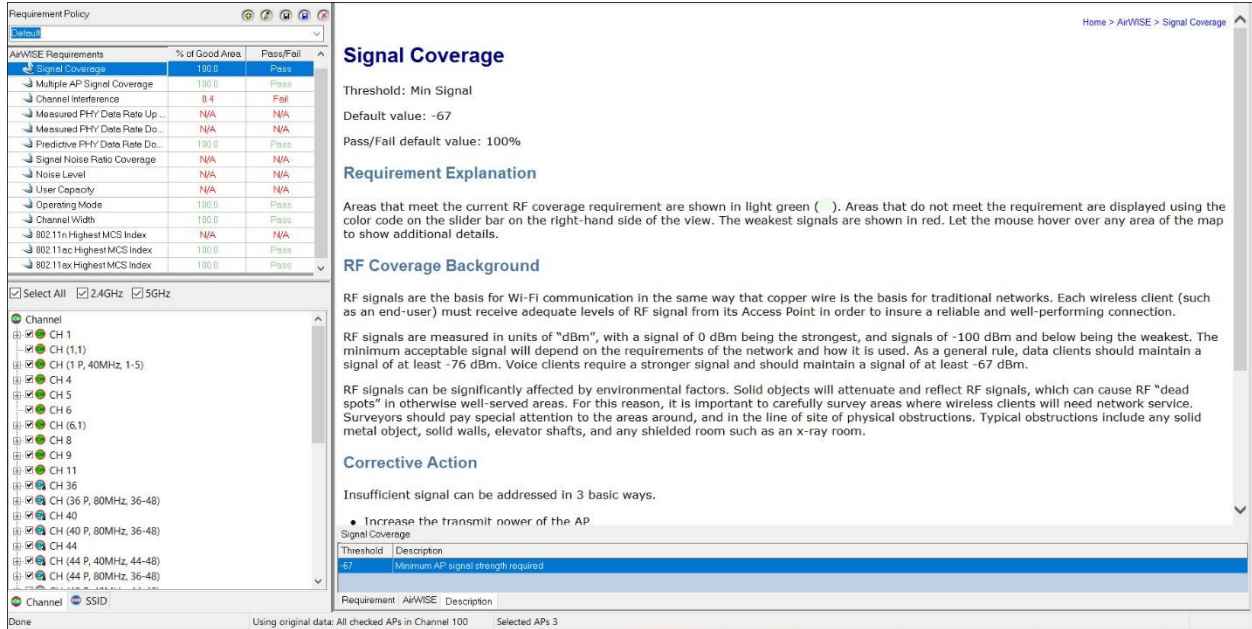 Requirement Policy
Default
AirWISE Requirements % of Good Area Pass/Fail
Signal Coverage 100.0 Pass
Multiple AP Signal Coverage 100.0 Pass
Channel Interference 0.4 Fail
Measured PHY Data Rate Up ... N/A N/A
Measured PHY Data Rate Do... N/A N/A
Predictive PHY Data Rate Do... 100.0 Pass
Signal Noise Ratio Coverage N/A N/A
Noise Level N/A N/A
User Capacity N/A N/A
Operating Mode 100.0 Pass
Channel Width 100.0 Pass
802.11n Highest MCS Index N/A N/A
802.11ac Highest MCS Index 100.0 Pass
802.11ax Highest MCS Index 100.0 Pass
Select All 2.4GHz 5GHz
Channel
CH 1
CH (1,1)
CH (1 P, 40MHz, 1-5)
CH 4
CH 5
CH 6
CH (6,1)
CH 8
CH 9
CH 11
CH 36
CH (36 P, 80MHz, 36-48)
CH 40
CH (40 P, 80MHz, 36-48)
CH 44
CH (44 P, 40MHz, 44-48)
CH (44 P, 80MHz, 36-48)
Channel SSID
Home > AirWISE > Signal Coverage
Signal Coverage
Threshold: Min Signal
Default value: -67
Pass/Fail default value: 100%
Requirement Explanation
Areas that meet the current RF coverage requirement are shown in light green ( ). Areas that do not meet the requirement are displayed using the
color code on the slider bar on the right-hand side of the view. The weakest signals are shown in red. Let the mouse hover over any area of the map
to show additional details.
RF Coverage Background
RF signals are the basis for Wi-Fi communication in the same way that copper wire is the basis for traditional networks. Each wireless client (such
as an end-user) must receive adequate levels of RF signal from its Access Point in order to insure a reliable and well-performing connection.
RF signals are measured in units of “dBm”, with a signal of 0 dBm being the strongest, and signals of -100 dBm and below being the weakest. The
minimum acceptable signal will depend on the requirements of the network and how it is used. As a general rule, data clients should maintain a
signal of at least -76 dBm. Voice clients require a stronger signal and should maintain a signal of at least -67 dBm.
RF signals can be significantly affected by environmental factors. Solid objects will attenuate and reflect RF signals, which can cause RF “dead
spots” in otherwise well-served areas. For this reason, it is important to carefully survey areas where wireless clients will need network service.
Surveyors should pay special attention to the areas around, and in the line of site of physical obstructions. Typical obstructions include any solid
metal object, solid walls, elevator shafts, and any shielded room such as an x-ray room.
Corrective Action
Insufficient signal can be addressed in 3 basic ways.
• Increase the transmit power of the AP
Signal Coverage
Threshold Description
-67 Minimum AP signal strength required
Requirement AirWISE Description
Done Using original data: All checked APs in Channel 100 Selected APs 3